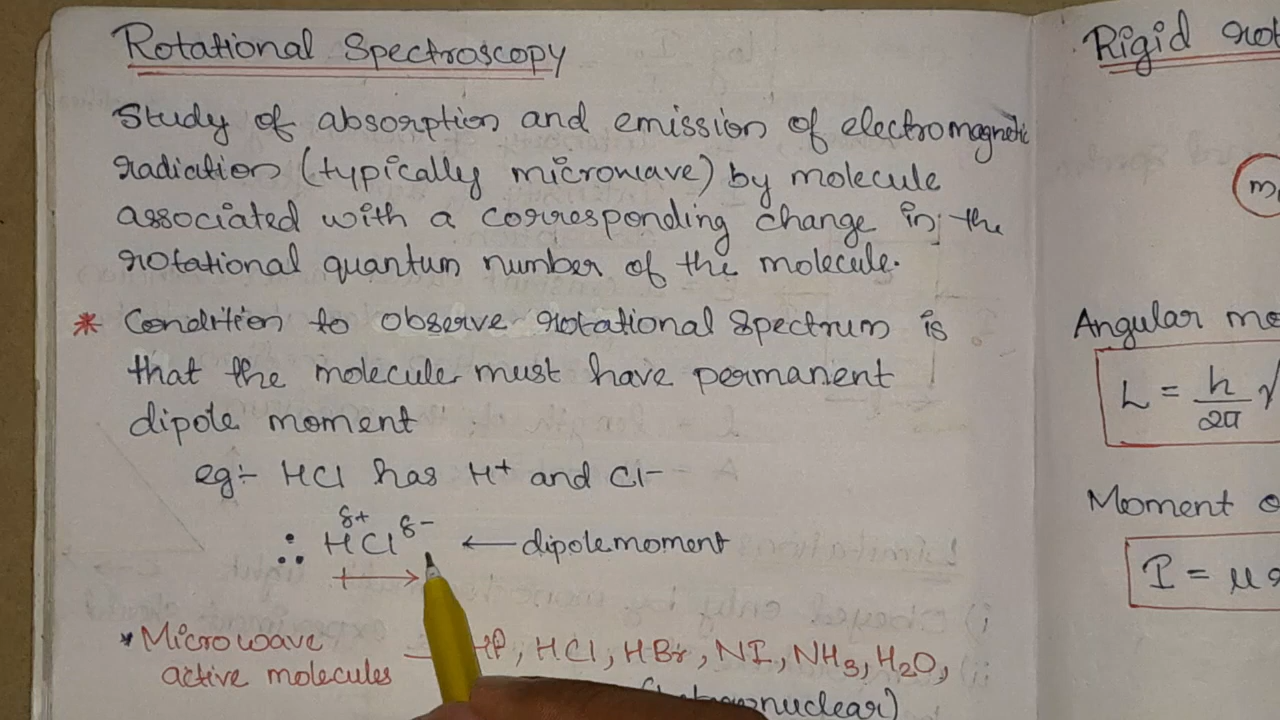 Rotational Spectroscopy
Study of absorption and emission of electromagnetic
radiation (typically microwave) by molecule
associated with a corresponding change in the
rotational quantum number of the molecule.
* Condition to observe rotational spectrum is
that the molecule must have permanent
dipole moment
eg:- HCl has H+ and Cl-
∴ Hδ+ Clδ- ← dipolemoment
* Microwave
active molecules
HCl, HBr, NI, NH3, H2O,
Rigid
Angular
L = h/2π √
Moment
I = μ